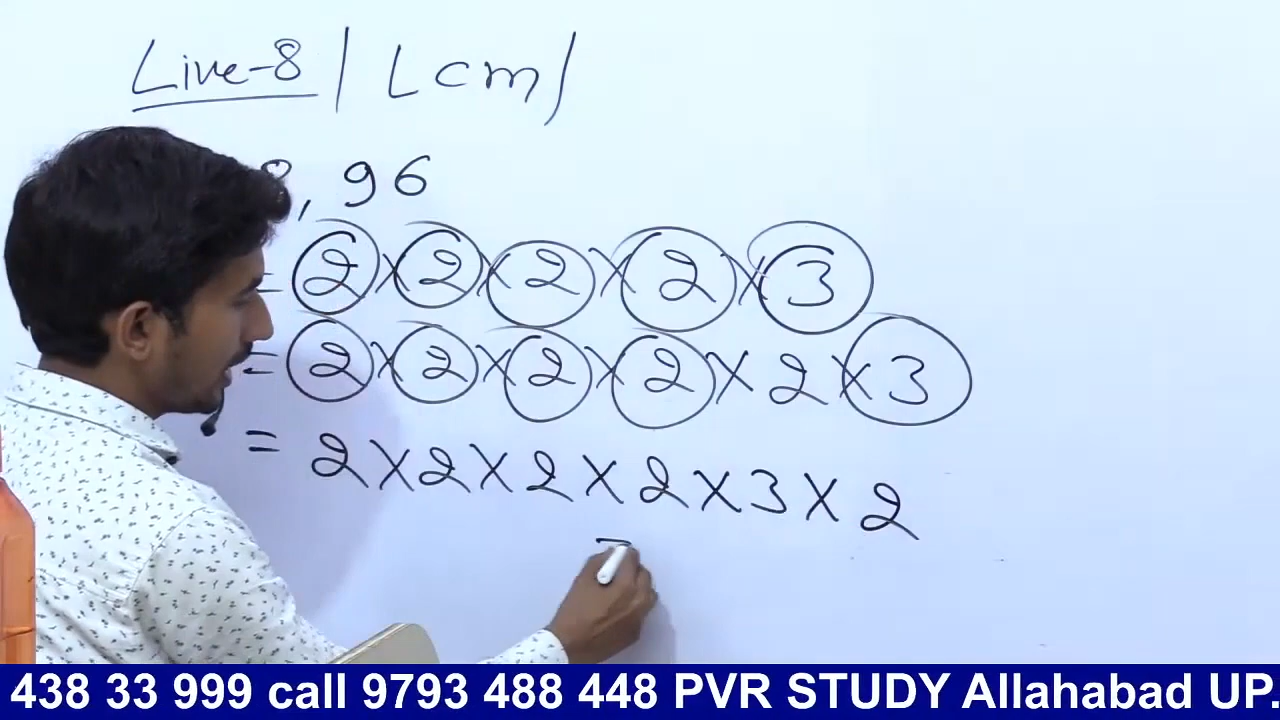 Live-8 / Lcm /
8, 96
= 2 × 2 × 2 × 2 × 3
= 2 × 2 × 2 × 2 × 2 × 3
= 2 × 2 × 2 × 2 × 3 × 2
438 33 999 call 9793 488 448 PVR STUDY Allahabad UP.